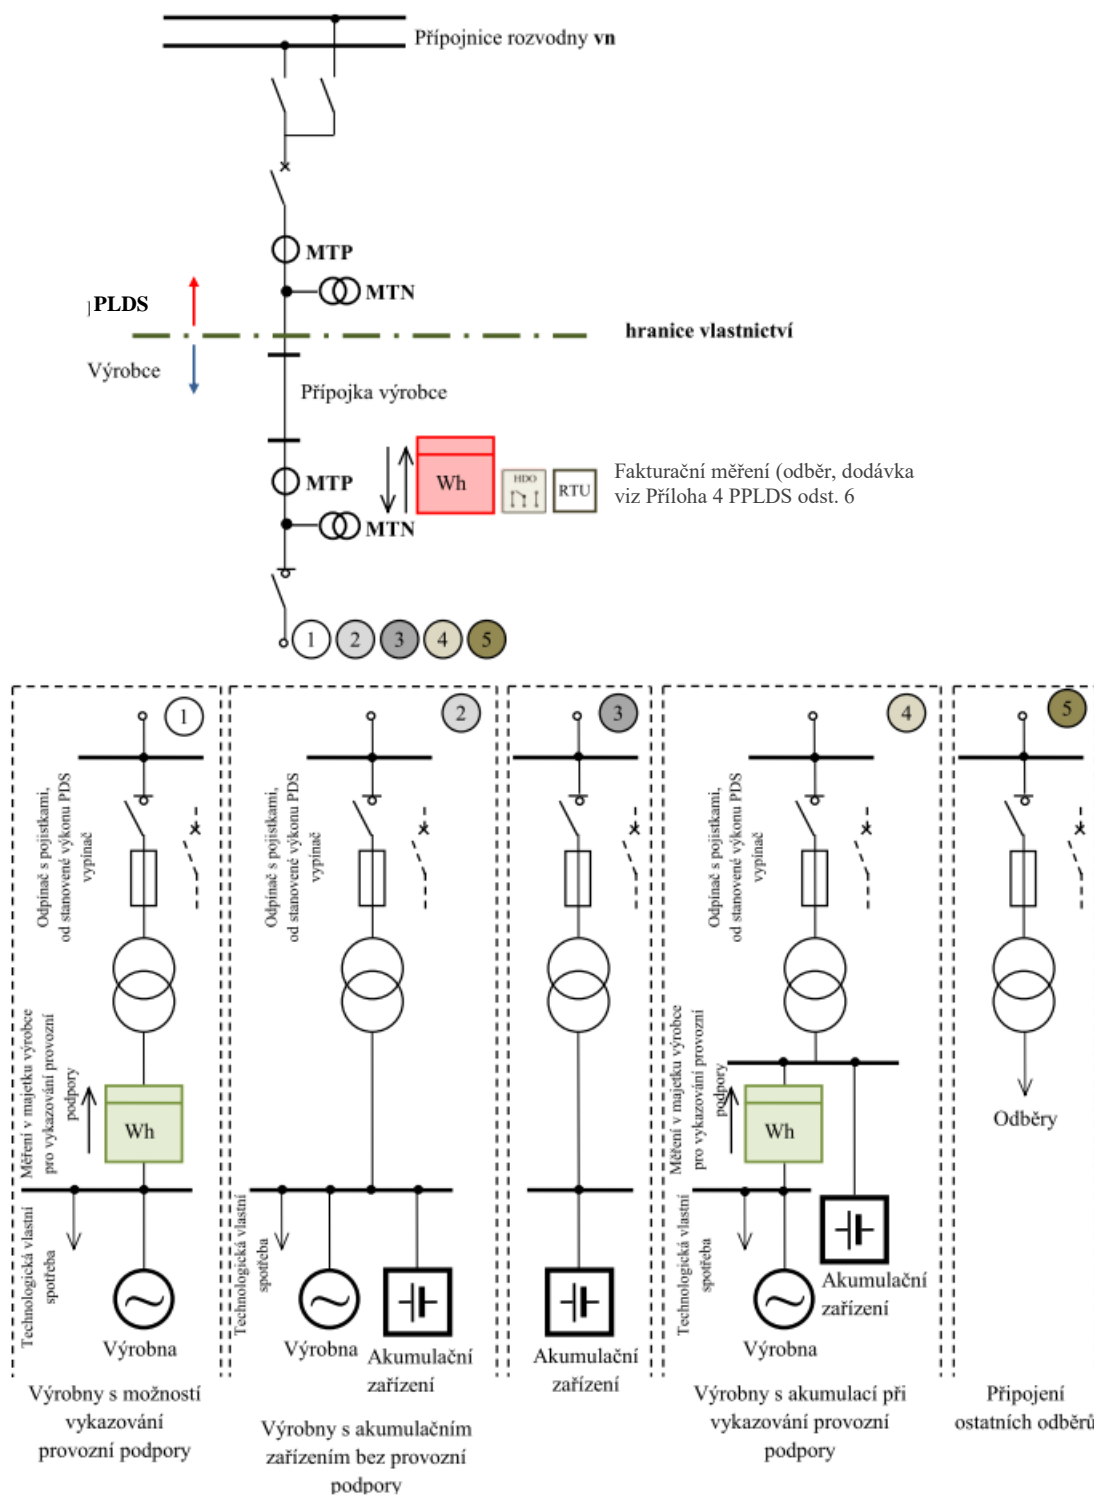 Přípojnice rozvodny vn
MTP
MTN
PLDS
hranice vlastnictví
Výrobce
Přípojka výrobce
MTP
Wh
HDO
RTU
Fakturační měření (odběr, dodávka
viz Příloha 4 PPLDS odst. 6
MTN
1
2
3
4
5
1
Odpínač s pojistkami,
od stanovené výkonu PDS
vypínač
Měření v majetku výrobce
pro vykazování provozní
podpory
Wh
Technologická vlastní
spotřeba
Výrobna
Výrobny s možností
vykazování
provozní podpory
2
Odpínač s pojistkami,
od stanovené výkonu PDS
vypínač
Technologická vlastní
spotřeba
Výrobna
Akumulační
zařízení
Výrobny s akumulačním
zařízením bez provozní
podpory
3
Akumulační
zařízení
4
Odpínač s pojistkami,
od stanovené výkonu PDS
vypínač
Měření v majetku výrobce
pro vykazování provozní
podpory
Wh
Technologická vlastní
spotřeba
Akumulační
zařízení
Výrobna
Výrobny s akumulací při
vykazování provozní
podpory
5
Odběry
Připojení
ostatních odběrů